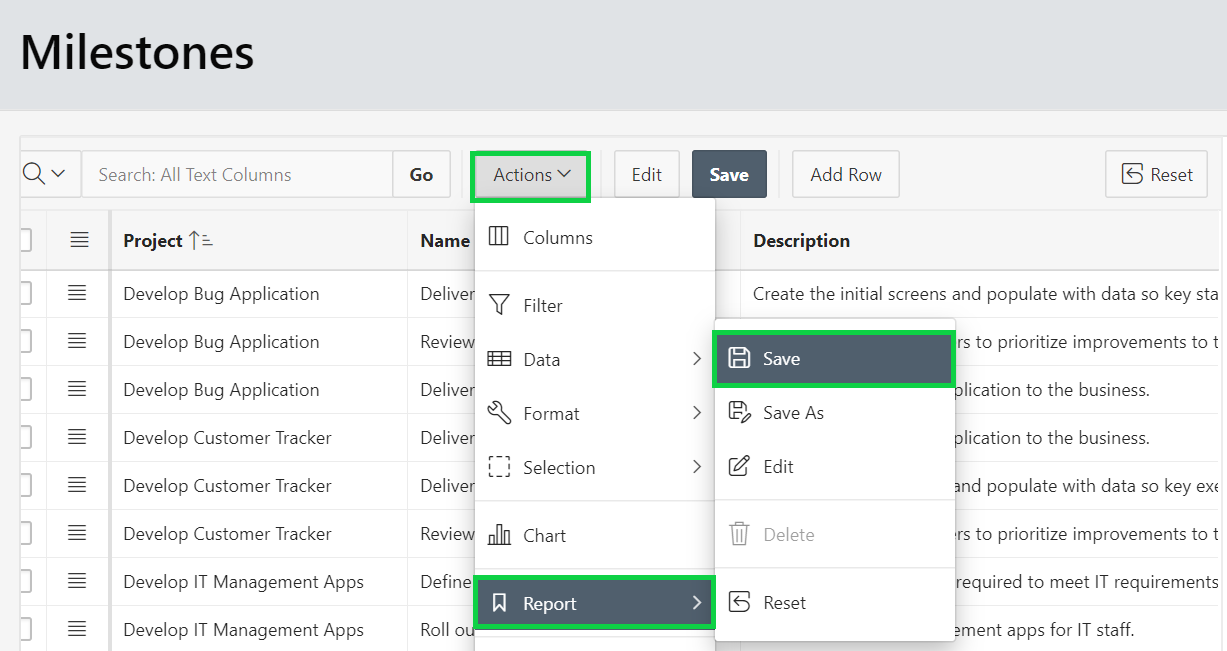 Milestones
Search: All Text Columns Go Actions Edit Save Add Row Reset
Project Name Description
Columns
Develop Bug Application Deliver Create the initial screens and populate with data so key sta
Filter
Develop Bug Application Review rs to prioritize improvements to t
Data Save
Develop Bug Application Deliver plication to the business.
Format Save As
Develop Customer Tracker Deliver plication to the business.
Selection Edit
Develop Customer Tracker Deliver and populate with data so key exe
Develop Customer Tracker Review rs to prioritize improvements to t
Chart Delete
Develop IT Management Apps Define required to meet IT requirements
Report Reset
Develop IT Management Apps Roll ou ement apps for IT staff.